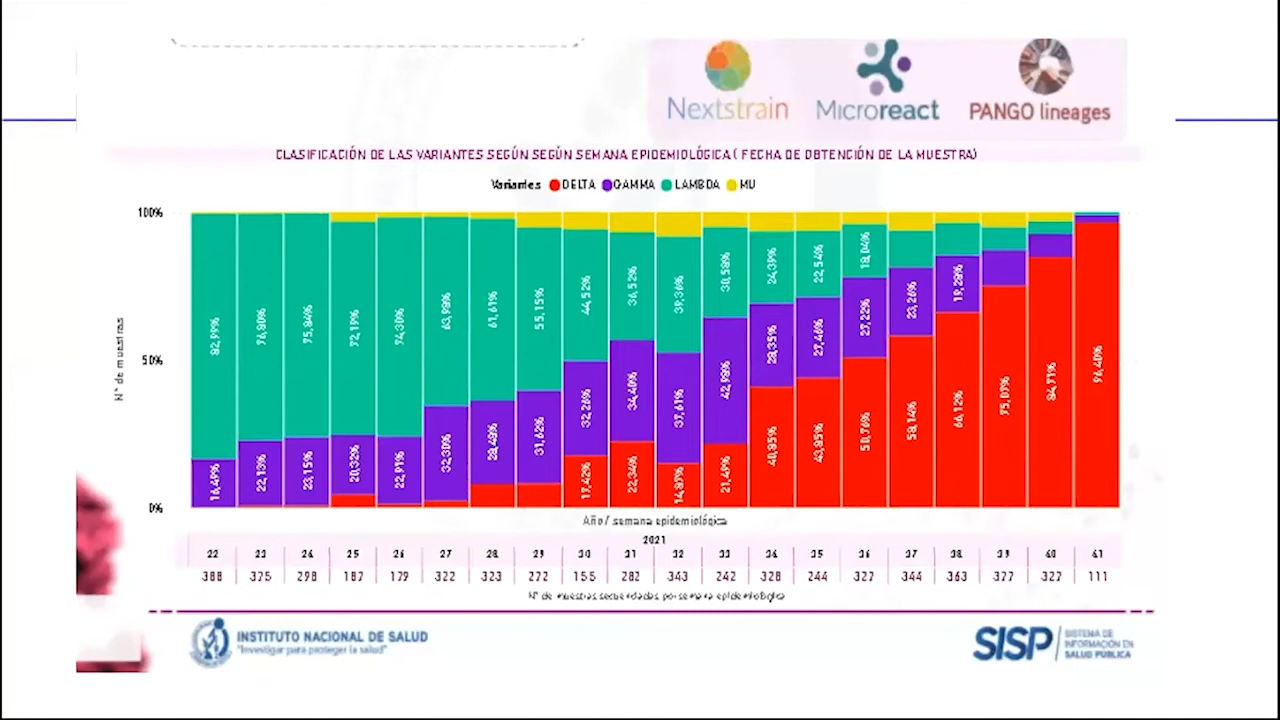 Nextstrain Microreact PANGO lineages
CLASIFICACIÓN DE LAS VARIANTES SEGÚN SEGÚN SEMANA EPIDEMIOLÓGICA ( FECHA DE OBTENCIÓN DE LA MUESTRA)
Variantes DELTA GAMMA LAMBDA MU
100%
50%
0%
N° de muestras
82,99% 76,80% 75,84% 72,19% 74,30% 63,98% 61,61% 55,15% 44,52% 36,52% 39,36% 30,58% 24,39% 22,54% 18,04%
16,49% 22,13% 23,15% 20,32% 22,91% 32,30% 28,48% 31,62% 32,26% 34,40% 37,61% 42,98% 28,35% 27,46% 27,22% 23,26% 19,28%
17,42% 22,34% 14,87% 21,49% 40,85% 43,85% 50,76% 58,14% 66,12% 75,07% 84,71% 96,40%
Año / semana epidemiológica
2021
22 23 24 25 26 27 28 29 30 31 32 33 34 35 36 37 38 39 40 41
388 375 298 187 179 322 323 272 155 282 343 242 328 244 327 344 363 377 327 111
N° de muestras secuenciadas por semana epidemiológica
INSTITUTO NACIONAL DE SALUD
"Investigar para proteger la salud"
SISP SISTEMA DE
INFORMACIÓN EN
SALUD PÚBLICA